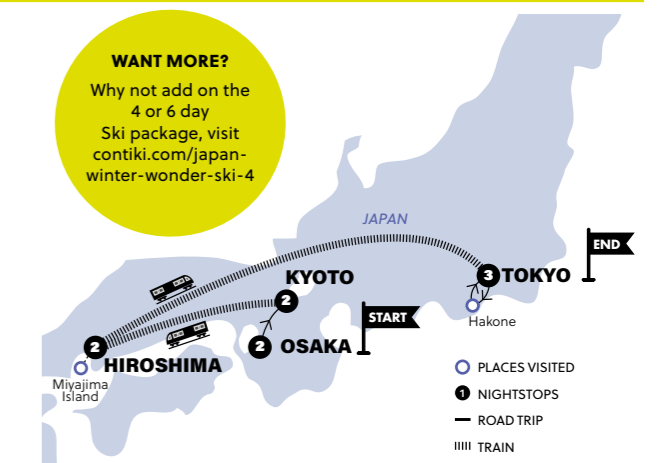 WANT MORE?
Why not add on the
4 or 6 day
Ski package, visit
contiki.com/japan-
winter-wonder-ski-4
JAPAN
END
3 TOKYO
KYOTO
2
START
Hakone
2 OSAKA
2
HIROSHIMA
Miyajima
Island
PLACES VISITED
1 NIGHTSTOPS
ROAD TRIP
TRAIN